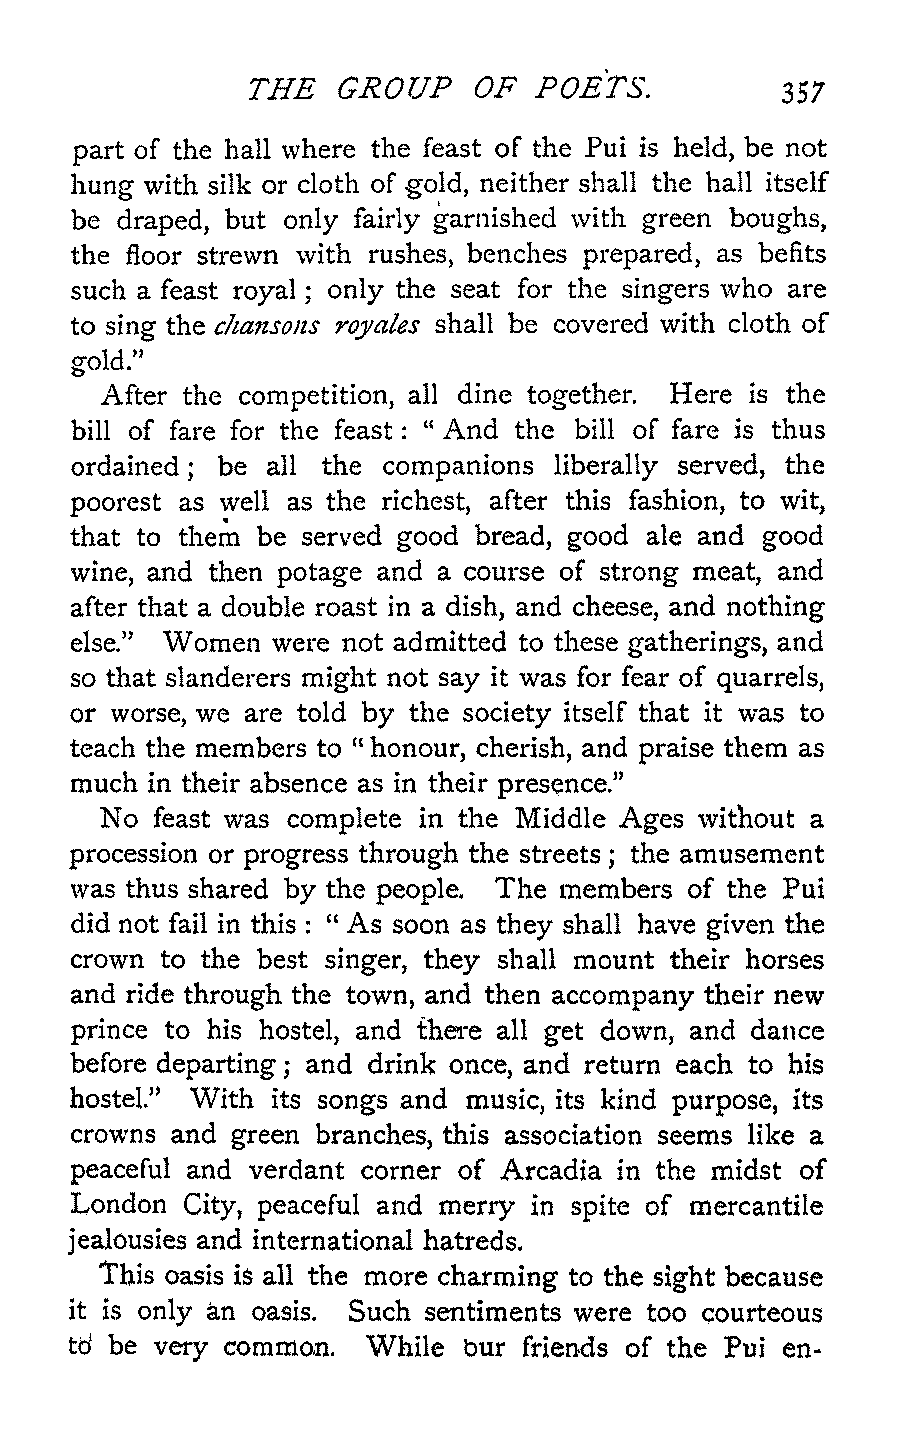 THE GROUP OF POETS. 357
part of the hall where the feast of the Pui is held, be not
hung with silk or cloth of gold, neither shall the hall itself
be draped, but only fairly garnished with green boughs,
the floor strewn with rushes, benches prepared, as befits
such a feast royal ; only the seat for the singers who are
to sing the chansons royales shall be covered with cloth of
gold."
After the competition, all dine together. Here is the
bill of fare for the feast : " And the bill of fare is thus
ordained ; be all the companions liberally served, the
poorest as well as the richest, after this fashion, to wit,
that to them be served good bread, good ale and good
wine, and then potage and a course of strong meat, and
after that a double roast in a dish, and cheese, and nothing
else." Women were not admitted to these gatherings, and
so that slanderers might not say it was for fear of quarrels,
or worse, we are told by the society itself that it was to
teach the members to " honour, cherish, and praise them as
much in their absence as in their presence."
No feast was complete in the Middle Ages without a
procession or progress through the streets ; the amusement
was thus shared by the people. The members of the Pui
did not fail in this : " As soon as they shall have given the
crown to the best singer, they shall mount their horses
and ride through the town, and then accompany their new
prince to his hostel, and there all get down, and dance
before departing ; and drink once, and return each to his
hostel." With its songs and music, its kind purpose, its
crowns and green branches, this association seems like a
peaceful and verdant corner of Arcadia in the midst of
London City, peaceful and merry in spite of mercantile
jealousies and international hatreds.
This oasis is all the more charming to the sight because
it is only an oasis. Such sentiments were too courteous
to be very common. While our friends of the Pui en-